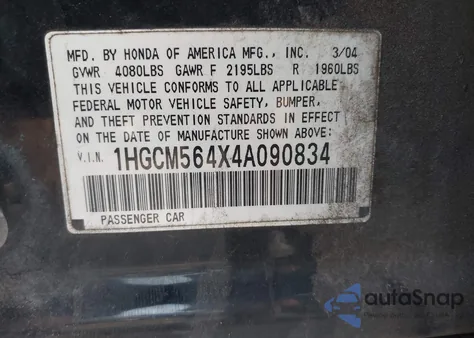 MFD. BY HONDA OF AMERICA MFG., INC. 3/04
GVWR 4080LBS GAWR F 2195LBS R 1960LBS
THIS VEHICLE CONFORMS TO ALL APPLICABLE
FEDERAL MOTOR VEHICLE SAFETY, BUMPER,
AND THEFT PREVENTION STANDARDS IN EFFECT ON
THE DATE OF MANUFACTURE SHOWN ABOVE:
V.I.N. 1HGCM564X4A090834
PASSENGER CAR
autoSnap